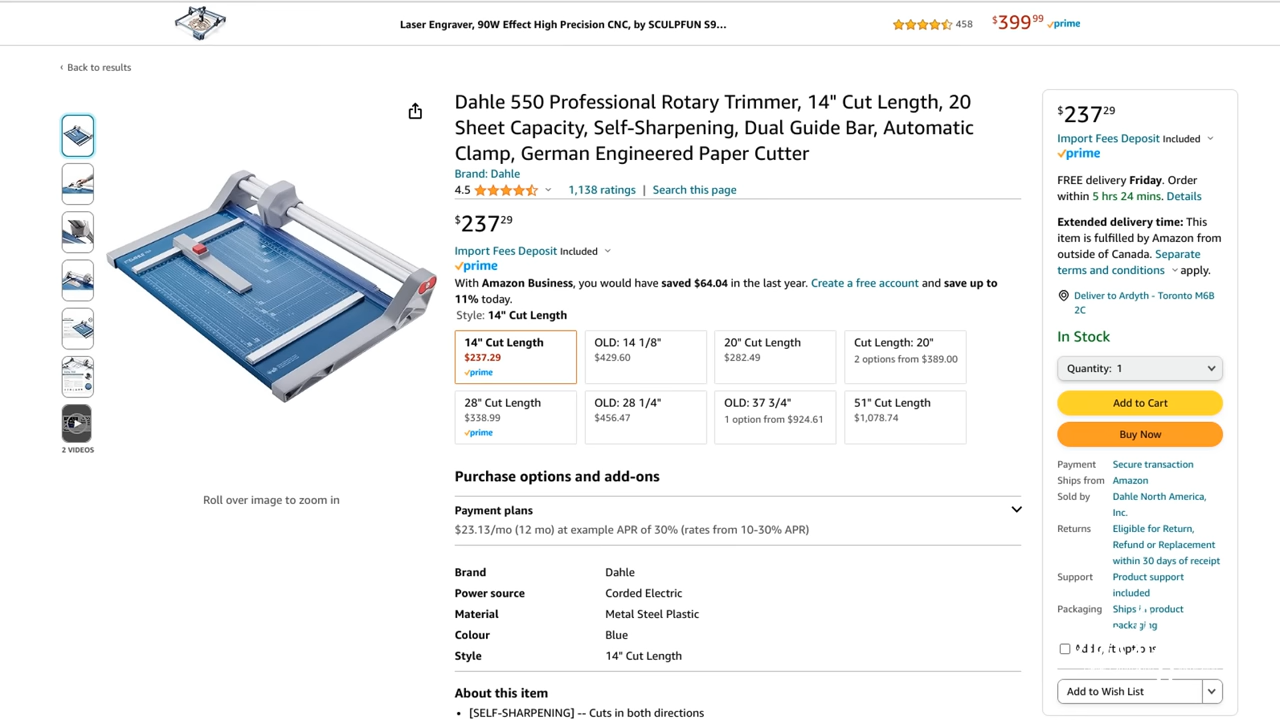 Laser Engraver, 90W Effect High Precision CNC, by SCULPFUN S9...
458
$399 99 prime
‹ Back to results
Dahle 550 Professional Rotary Trimmer, 14" Cut Length, 20
Sheet Capacity, Self-Sharpening, Dual Guide Bar, Automatic
Clamp, German Engineered Paper Cutter
Brand: Dahle
4.5
1,138 ratings | Search this page
$237 29
Import Fees Deposit Included
prime
With Amazon Business, you would have saved $64.04 in the last year. Create a free account and save up to
11% today.
Style: 14" Cut Length
14" Cut Length
$237.29
prime
OLD: 14 1/8"
$429.60
20" Cut Length
$282.49
Cut Length: 20"
2 options from $389.00
28" Cut Length
$338.99
prime
OLD: 28 1/4"
$456.47
OLD: 37 3/4"
1 option from $924.61
51" Cut Length
$1,078.74
2 VIDEOS
Roll over image to zoom in
Purchase options and add-ons
Payment plans
$23.13/mo (12 mo) at example APR of 30% (rates from 10-30% APR)
Brand Dahle
Power source Corded Electric
Material Metal Steel Plastic
Colour Blue
Style 14" Cut Length
About this item
• [SELF-SHARPENING] -- Cuts in both directions
$237 29
Import Fees Deposit Included
prime
FREE delivery Friday. Order
within 5 hrs 24 mins. Details
Extended delivery time: This
item is fulfilled by Amazon from
outside of Canada. Separate
terms and conditions apply.
Deliver to Ardyth - Toronto M6B
2C
In Stock
Quantity: 1
Add to Cart
Buy Now
Payment Secure transaction
Ships from Amazon
Sold by Dahle North America,
Inc.
Returns Eligible for Return,
Refund or Replacement
within 30 days of receipt
Support Product support
included
Packaging Ships product
Add to Wish List